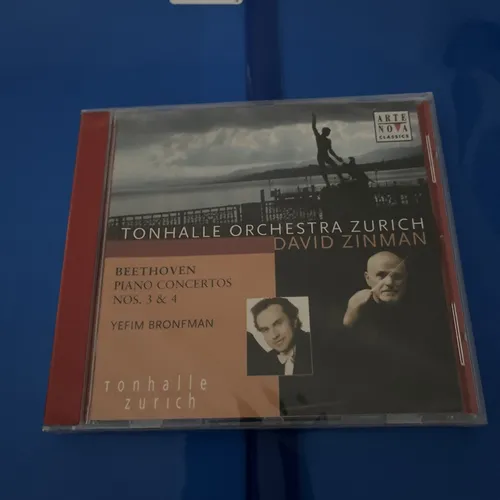 ARTE
NOVA
CLASSICS
TONHALLE ORCHESTRA ZURICH
DAVID ZINMAN
BEETHOVEN
PIANO CONCERTOS
NOS. 3 & 4
YEFIM BRONFMAN
Tonhalle
zurich